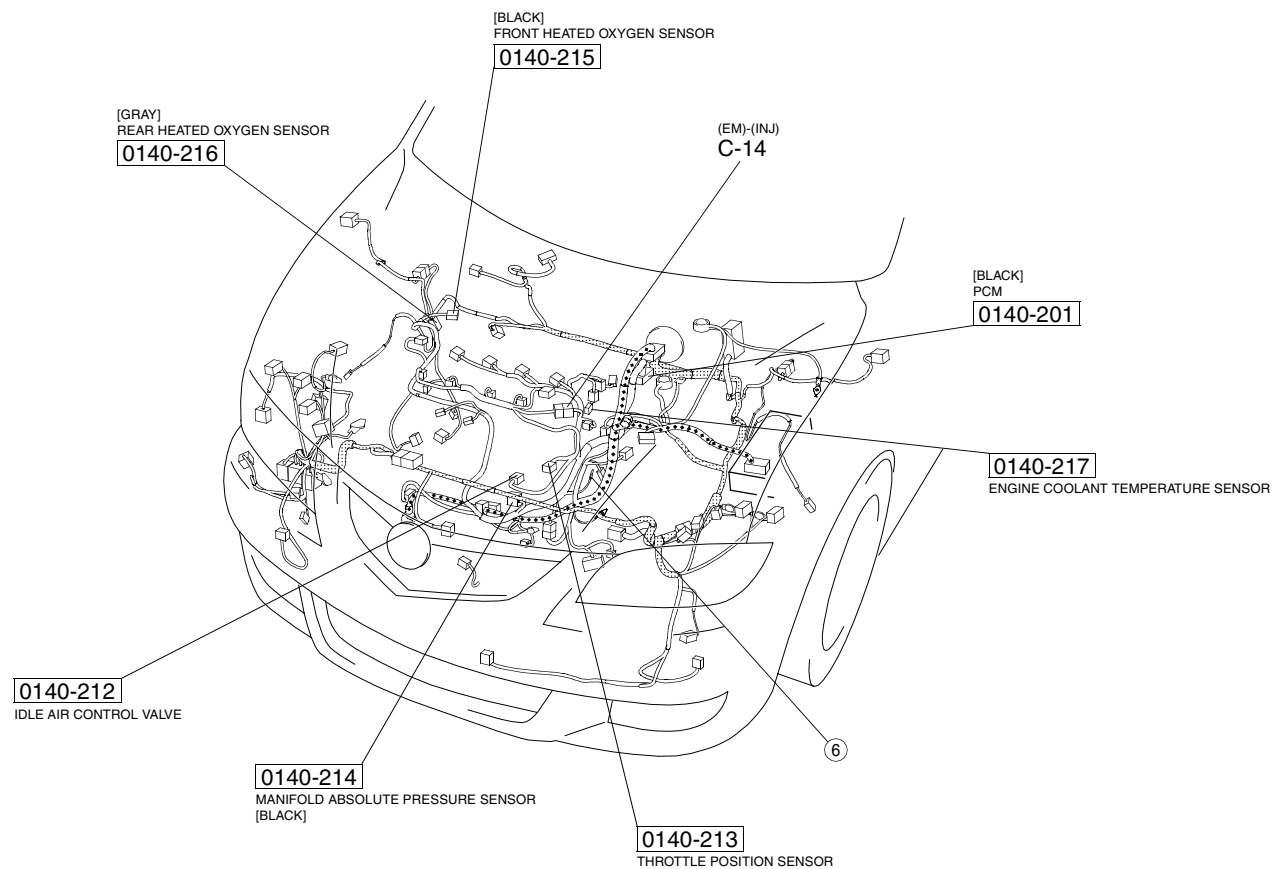 [BLACK]
FRONT HEATED OXYGEN SENSOR
0140-215
[GRAY]
REAR HEATED OXYGEN SENSOR
0140-216
(EM)-(INJ)
C-14
[BLACK]
PCM
0140-201
0140-217
ENGINE COOLANT TEMPERATURE SENSOR
0140-212
IDLE AIR CONTROL VALVE
6
0140-214
MANIFOLD ABSOLUTE PRESSURE SENSOR
[BLACK]
0140-213
THROTTLE POSITION SENSOR